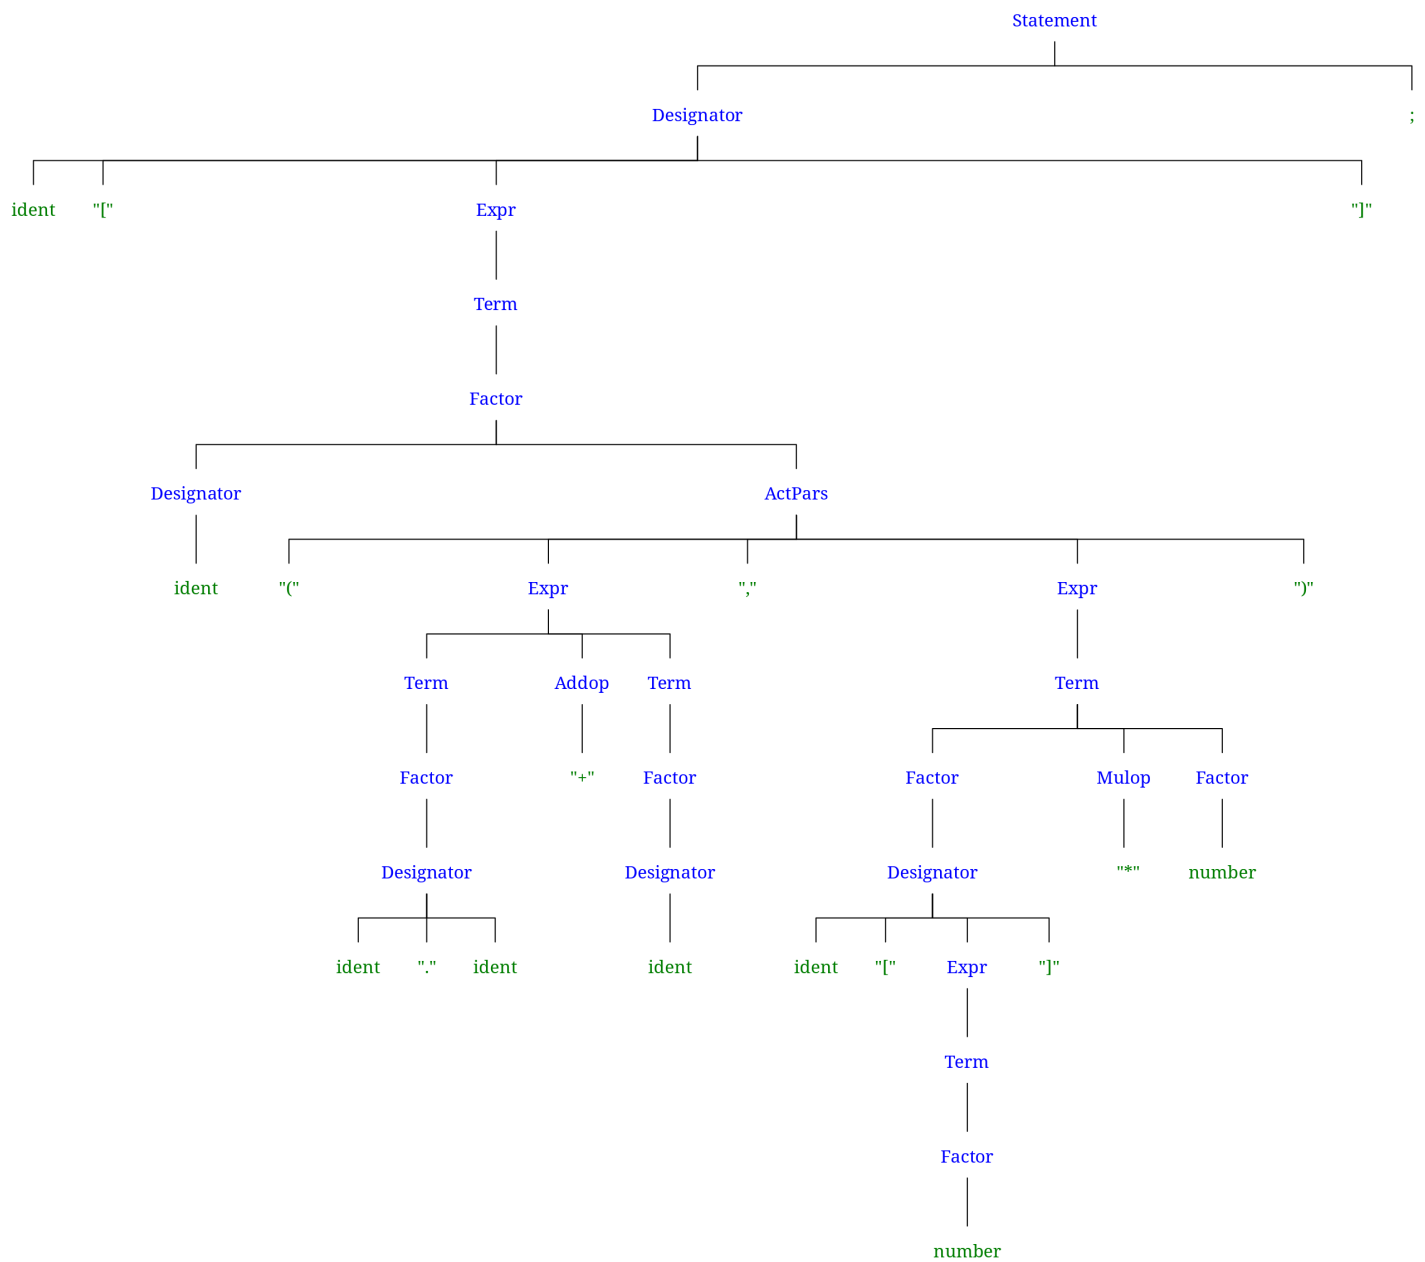 Statement
Designator ;
ident "[" Expr "]"
Term
Factor
Designator ActPars
ident "(" Expr "," Expr ")"
Term Addop Term Term
Factor "+" Factor Factor Mulop Factor
Designator Designator Designator "*" number
ident "." ident ident ident "[" Expr "]"
Term
Factor
number